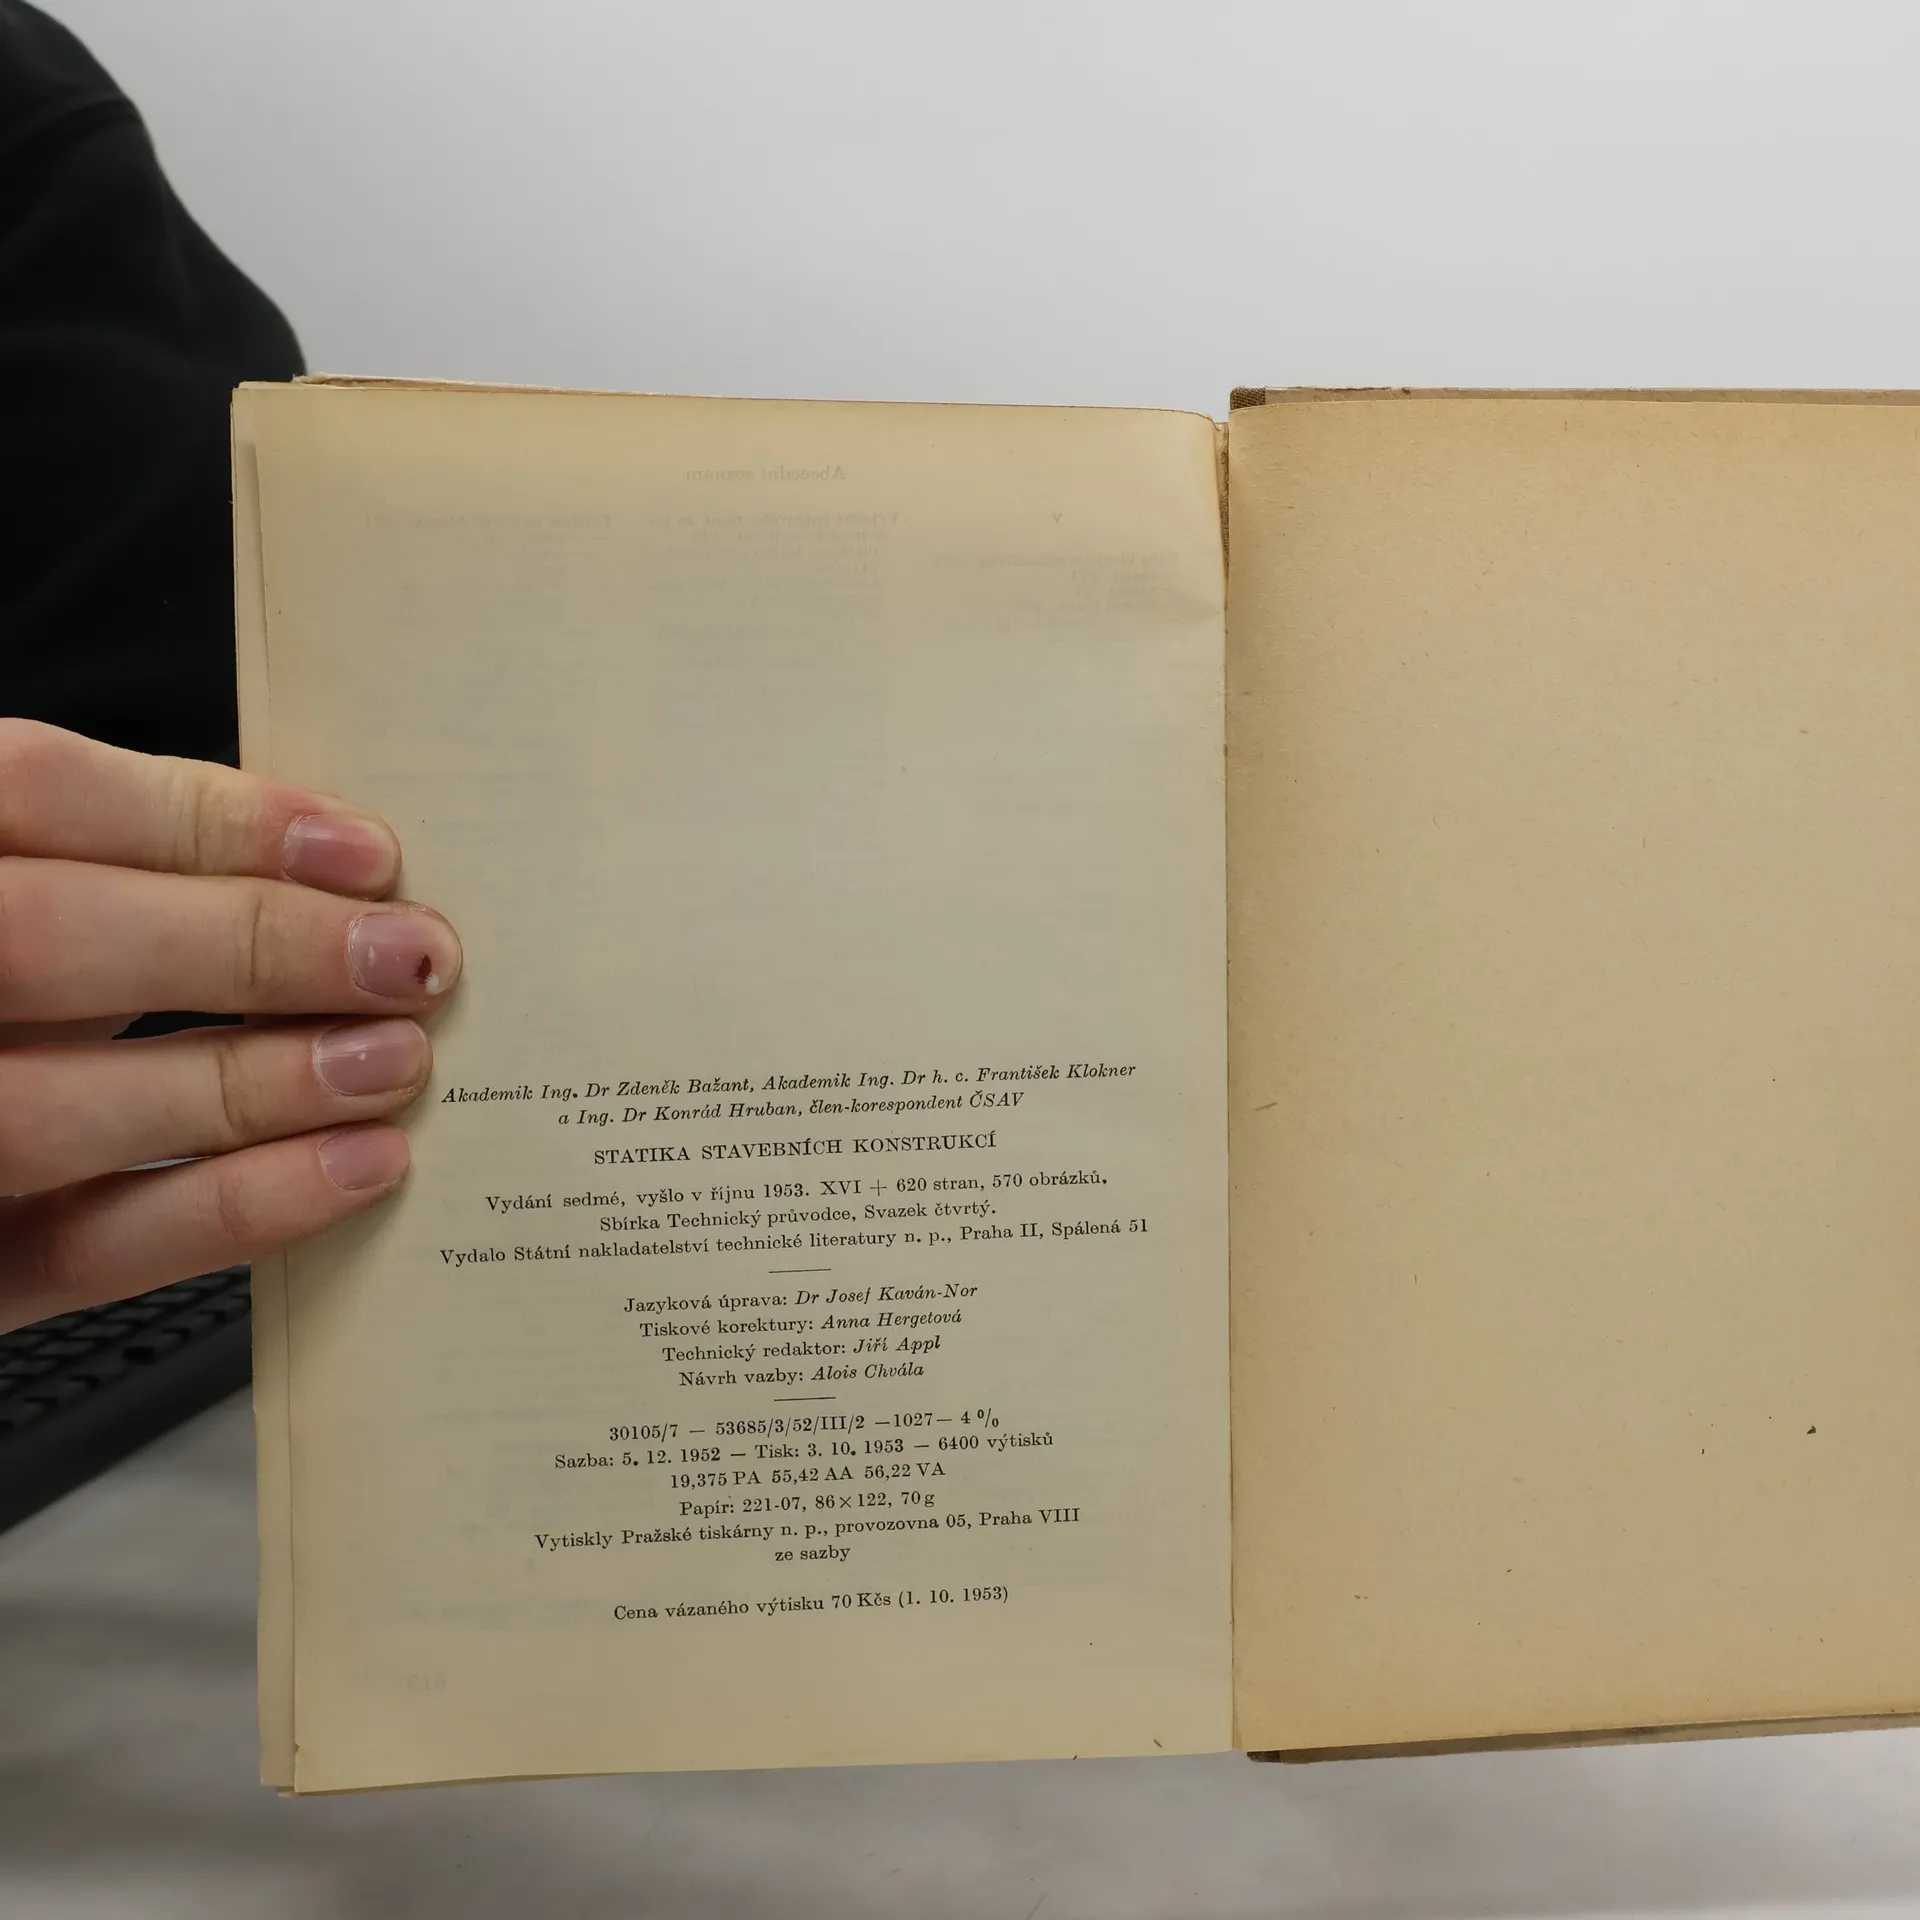 Akademik Ing. Dr Zdeněk Bažant, Akademik Ing. Dr h. c. František Klokner
a Ing. Dr Konrád Hruban, člen-korespondent ČSAV
STATIKA STAVEBNÍCH KONSTRUKCÍ
Vydání sedmé, vyšlo v říjnu 1953. XVI + 620 stran, 570 obrázků.
Sbírka Technický průvodce, Svazek čtvrtý.
Vydalo Státní nakladatelství technické literatury n. p., Praha II, Spálená 51
Jazyková úprava: Dr Josef Kaván-Nor
Tiskové korektury: Anna Hergetová
Technický redaktor: Jiří Appl
Návrh vazby: Alois Chvála
30105/7 — 53685/3/52/III/2 —1027— 4 %
Sazba: 5. 12. 1952 — Tisk: 3. 10. 1953 — 6400 výtisků
19,375 PA 55,42 AA 56,22 VA
Papír: 221-07, 86×122, 70 g
Vytiskly Pražské tiskárny n. p., provozovna 05, Praha VIII
ze sazby
Cena vázaného výtisku 70 Kčs (1. 10. 1953)